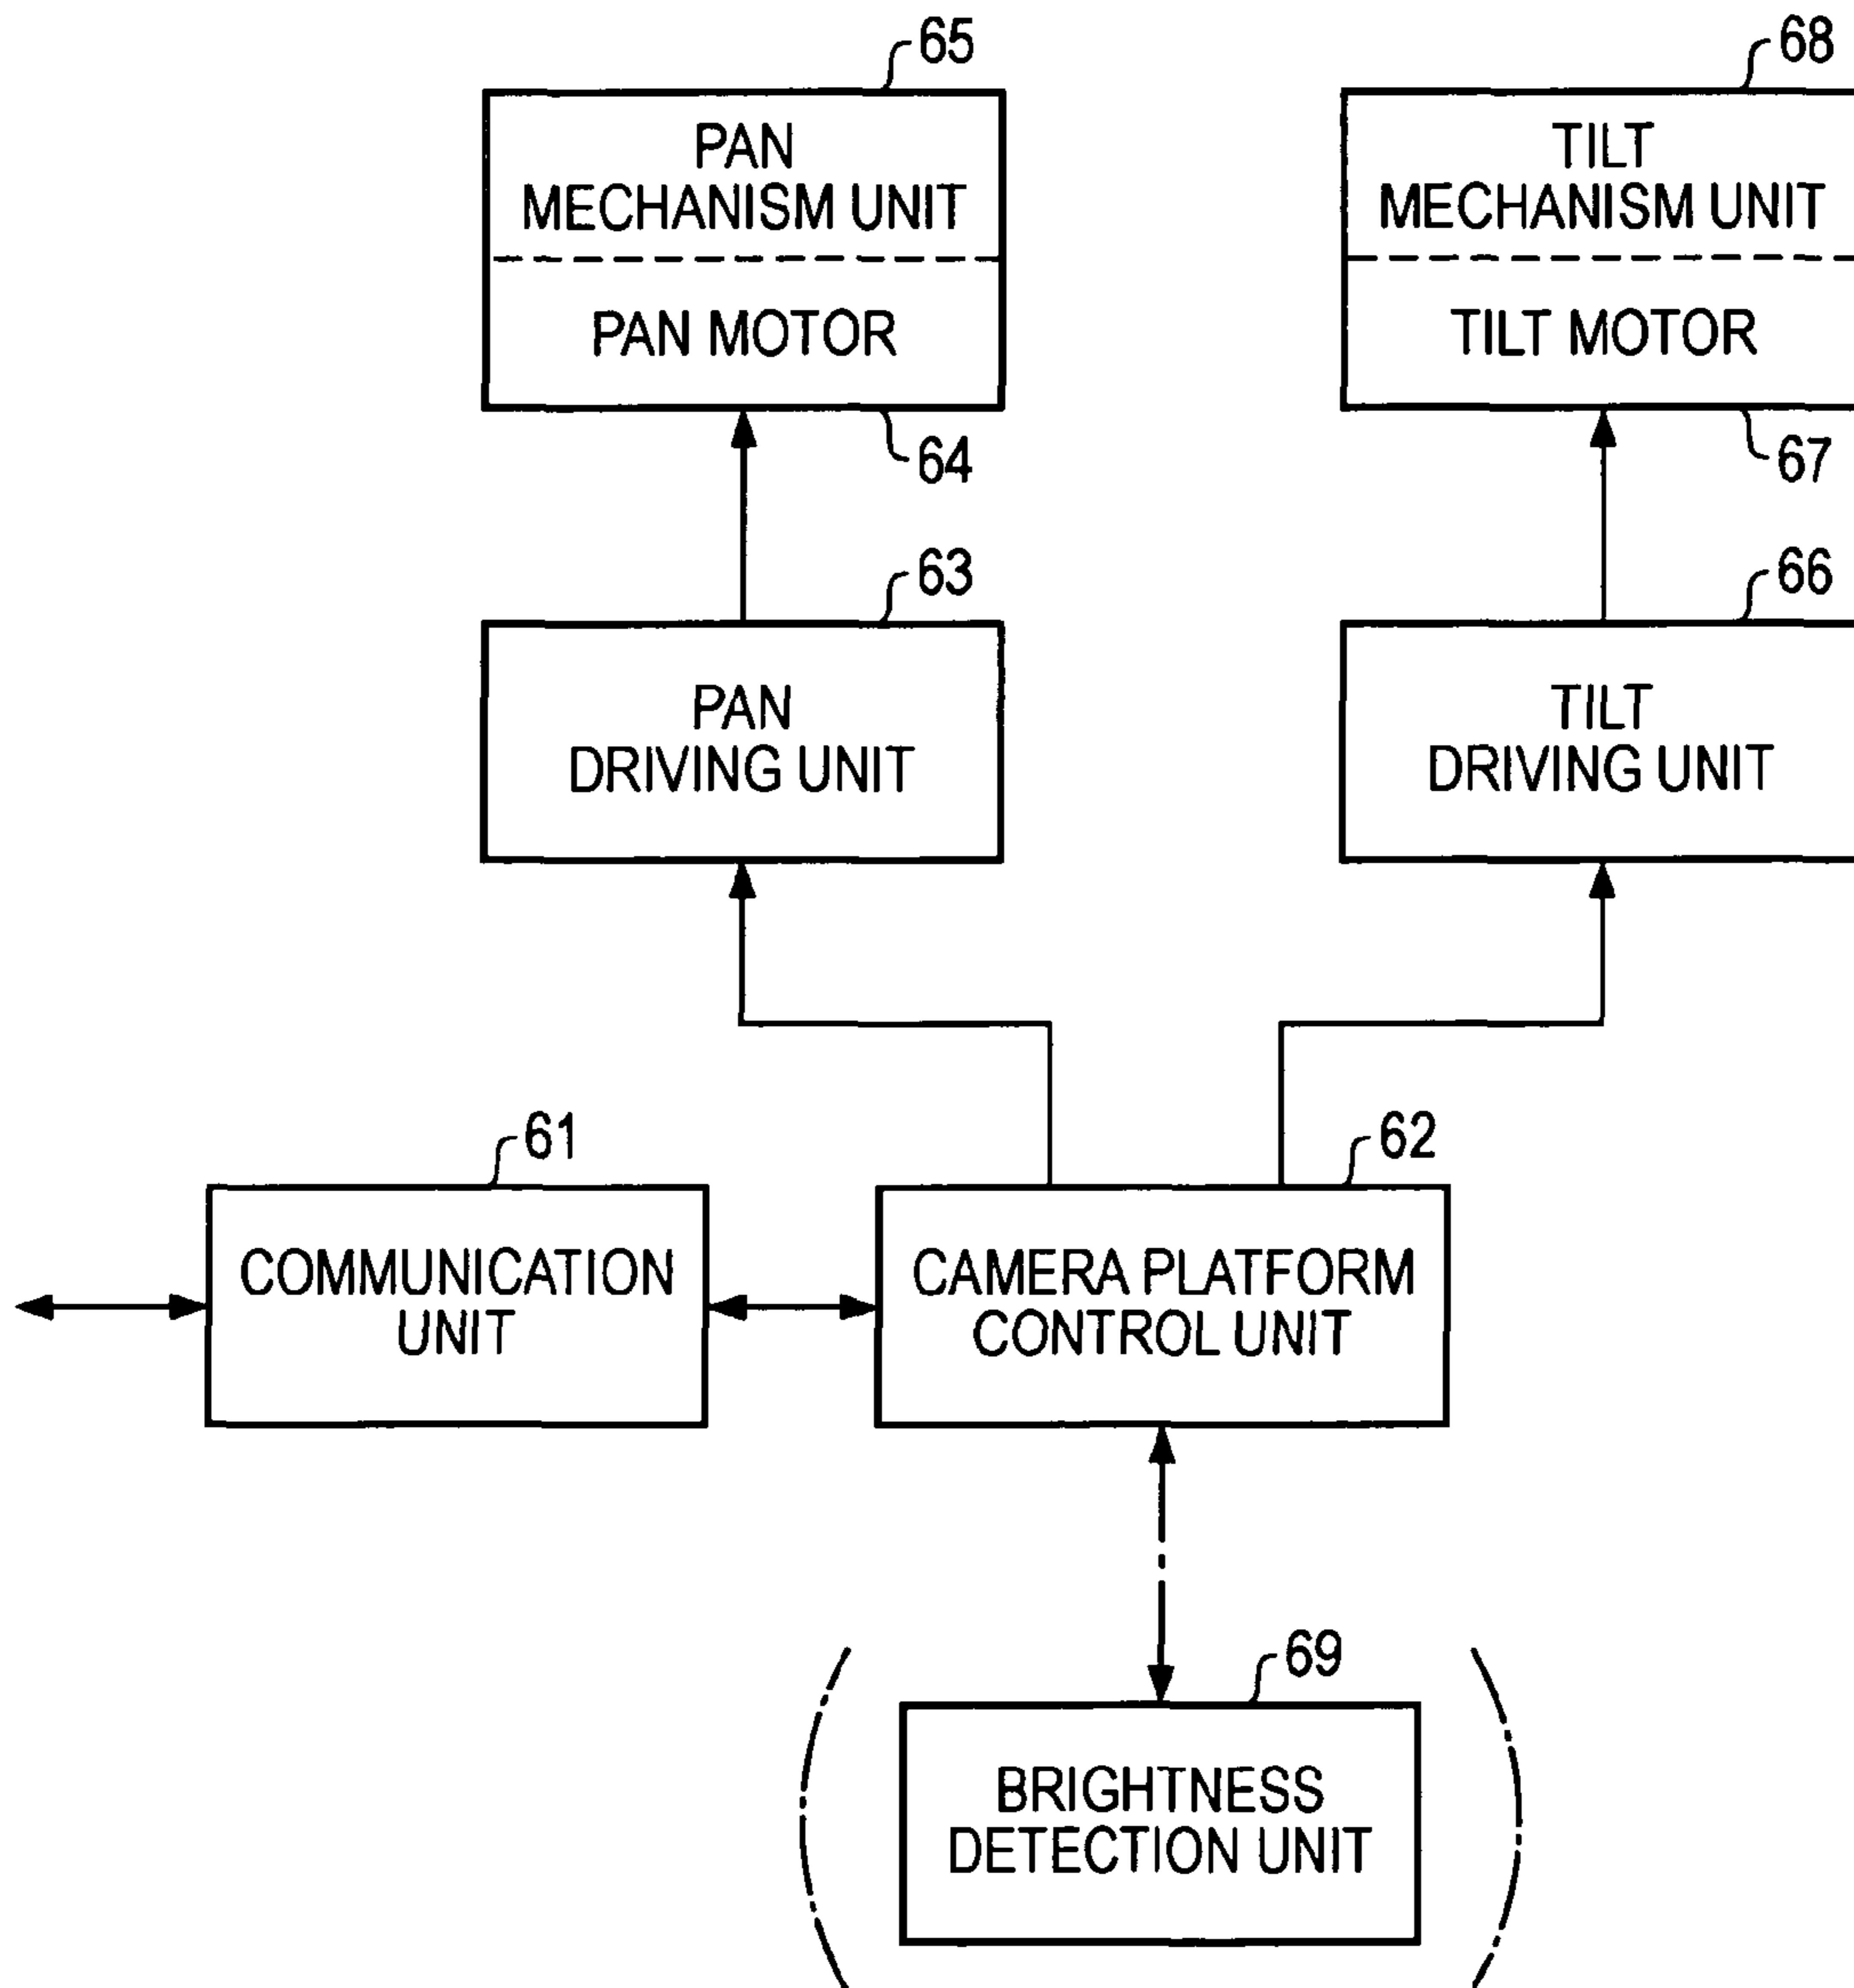 65
PAN
MECHANISM UNIT
PAN MOTOR
64
68
TILT
MECHANISM UNIT
TILT MOTOR
67
63
PAN
DRIVING UNIT
66
TILT
DRIVING UNIT
61
COMMUNICATION
UNIT
62
CAMERA PLATFORM
CONTROL UNIT
69
BRIGHTNESS
DETECTION UNIT